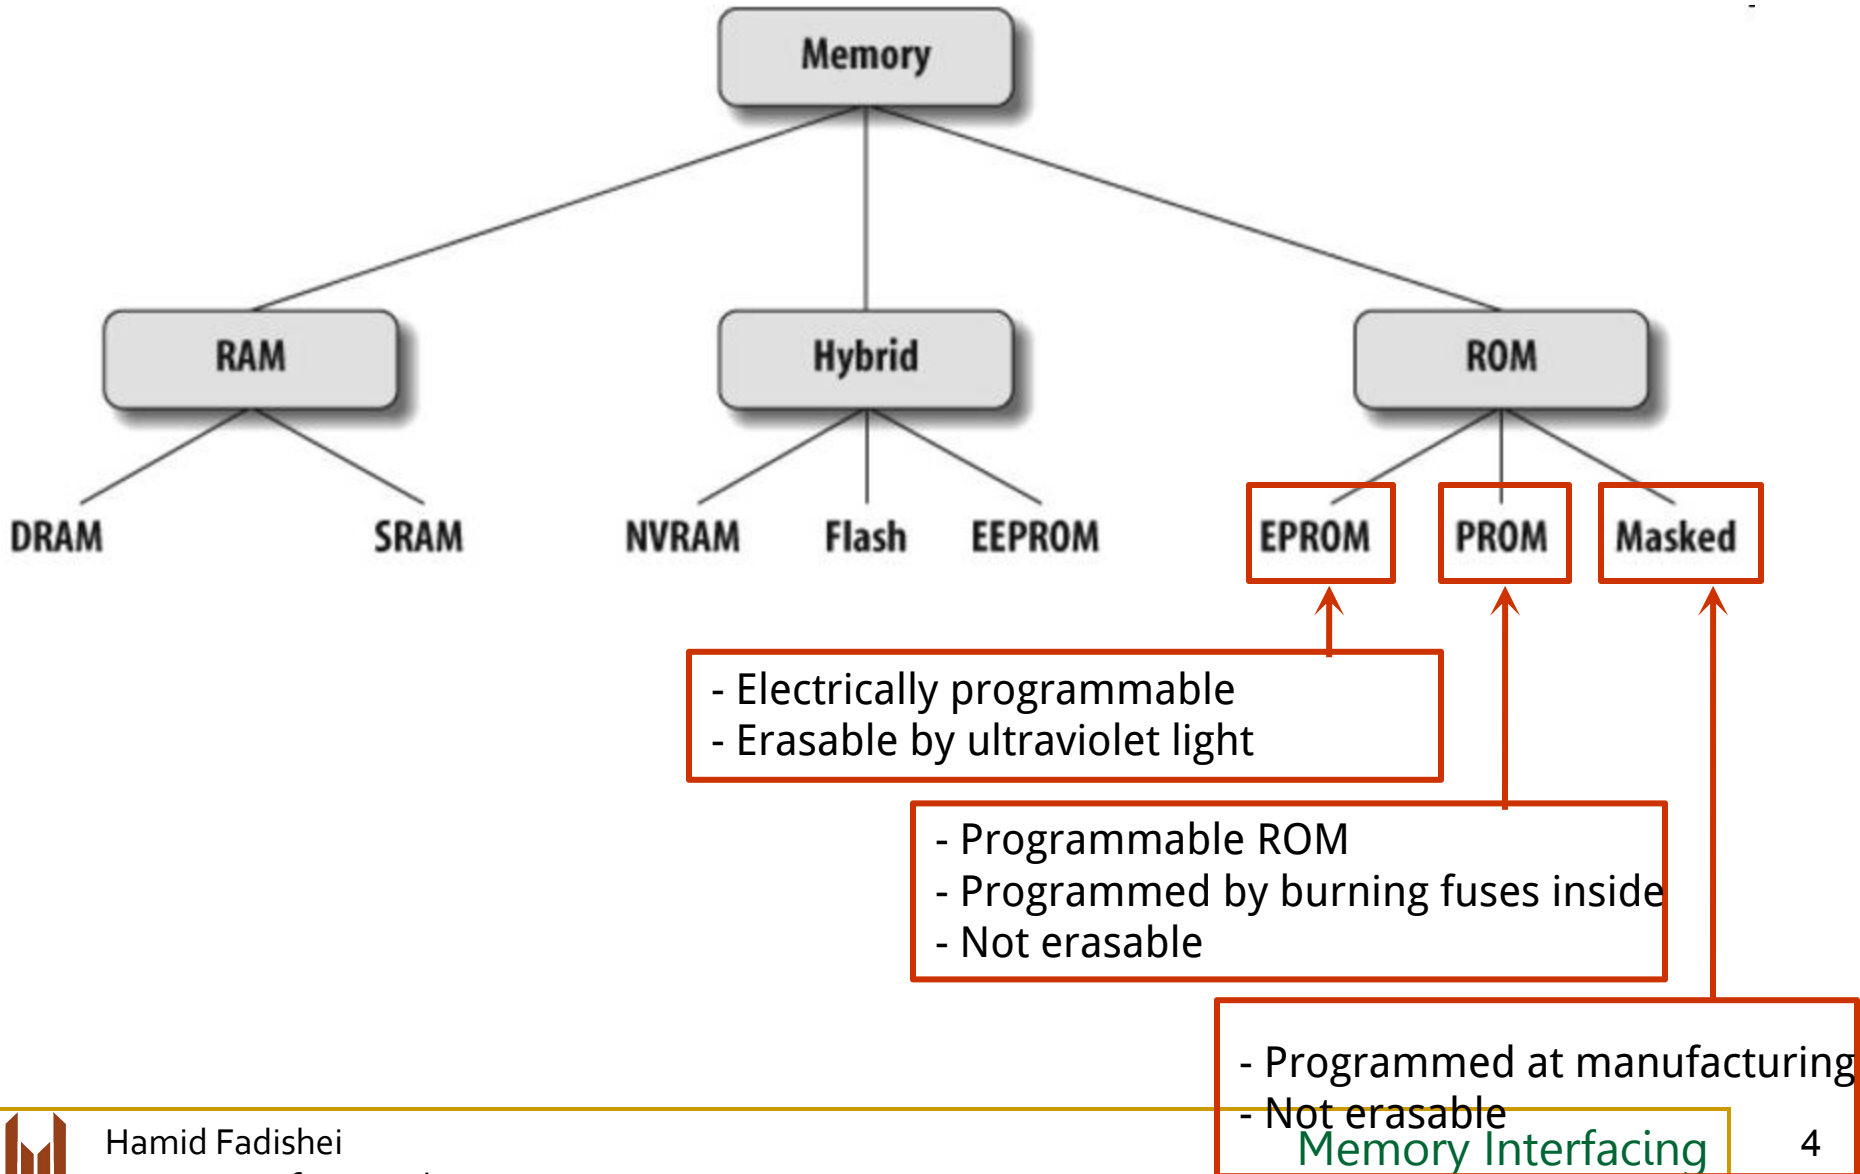 Memory
RAM Hybrid ROM
DRAM SRAM NVRAM Flash EEPROM EPROM PROM Masked
- Electrically programmable
- Erasable by ultraviolet light
- Programmable ROM
- Programmed by burning fuses inside
- Not erasable
- Programmed at manufacturing
- Not erasable
Hamid Fadishei
Memory Interfacing
4